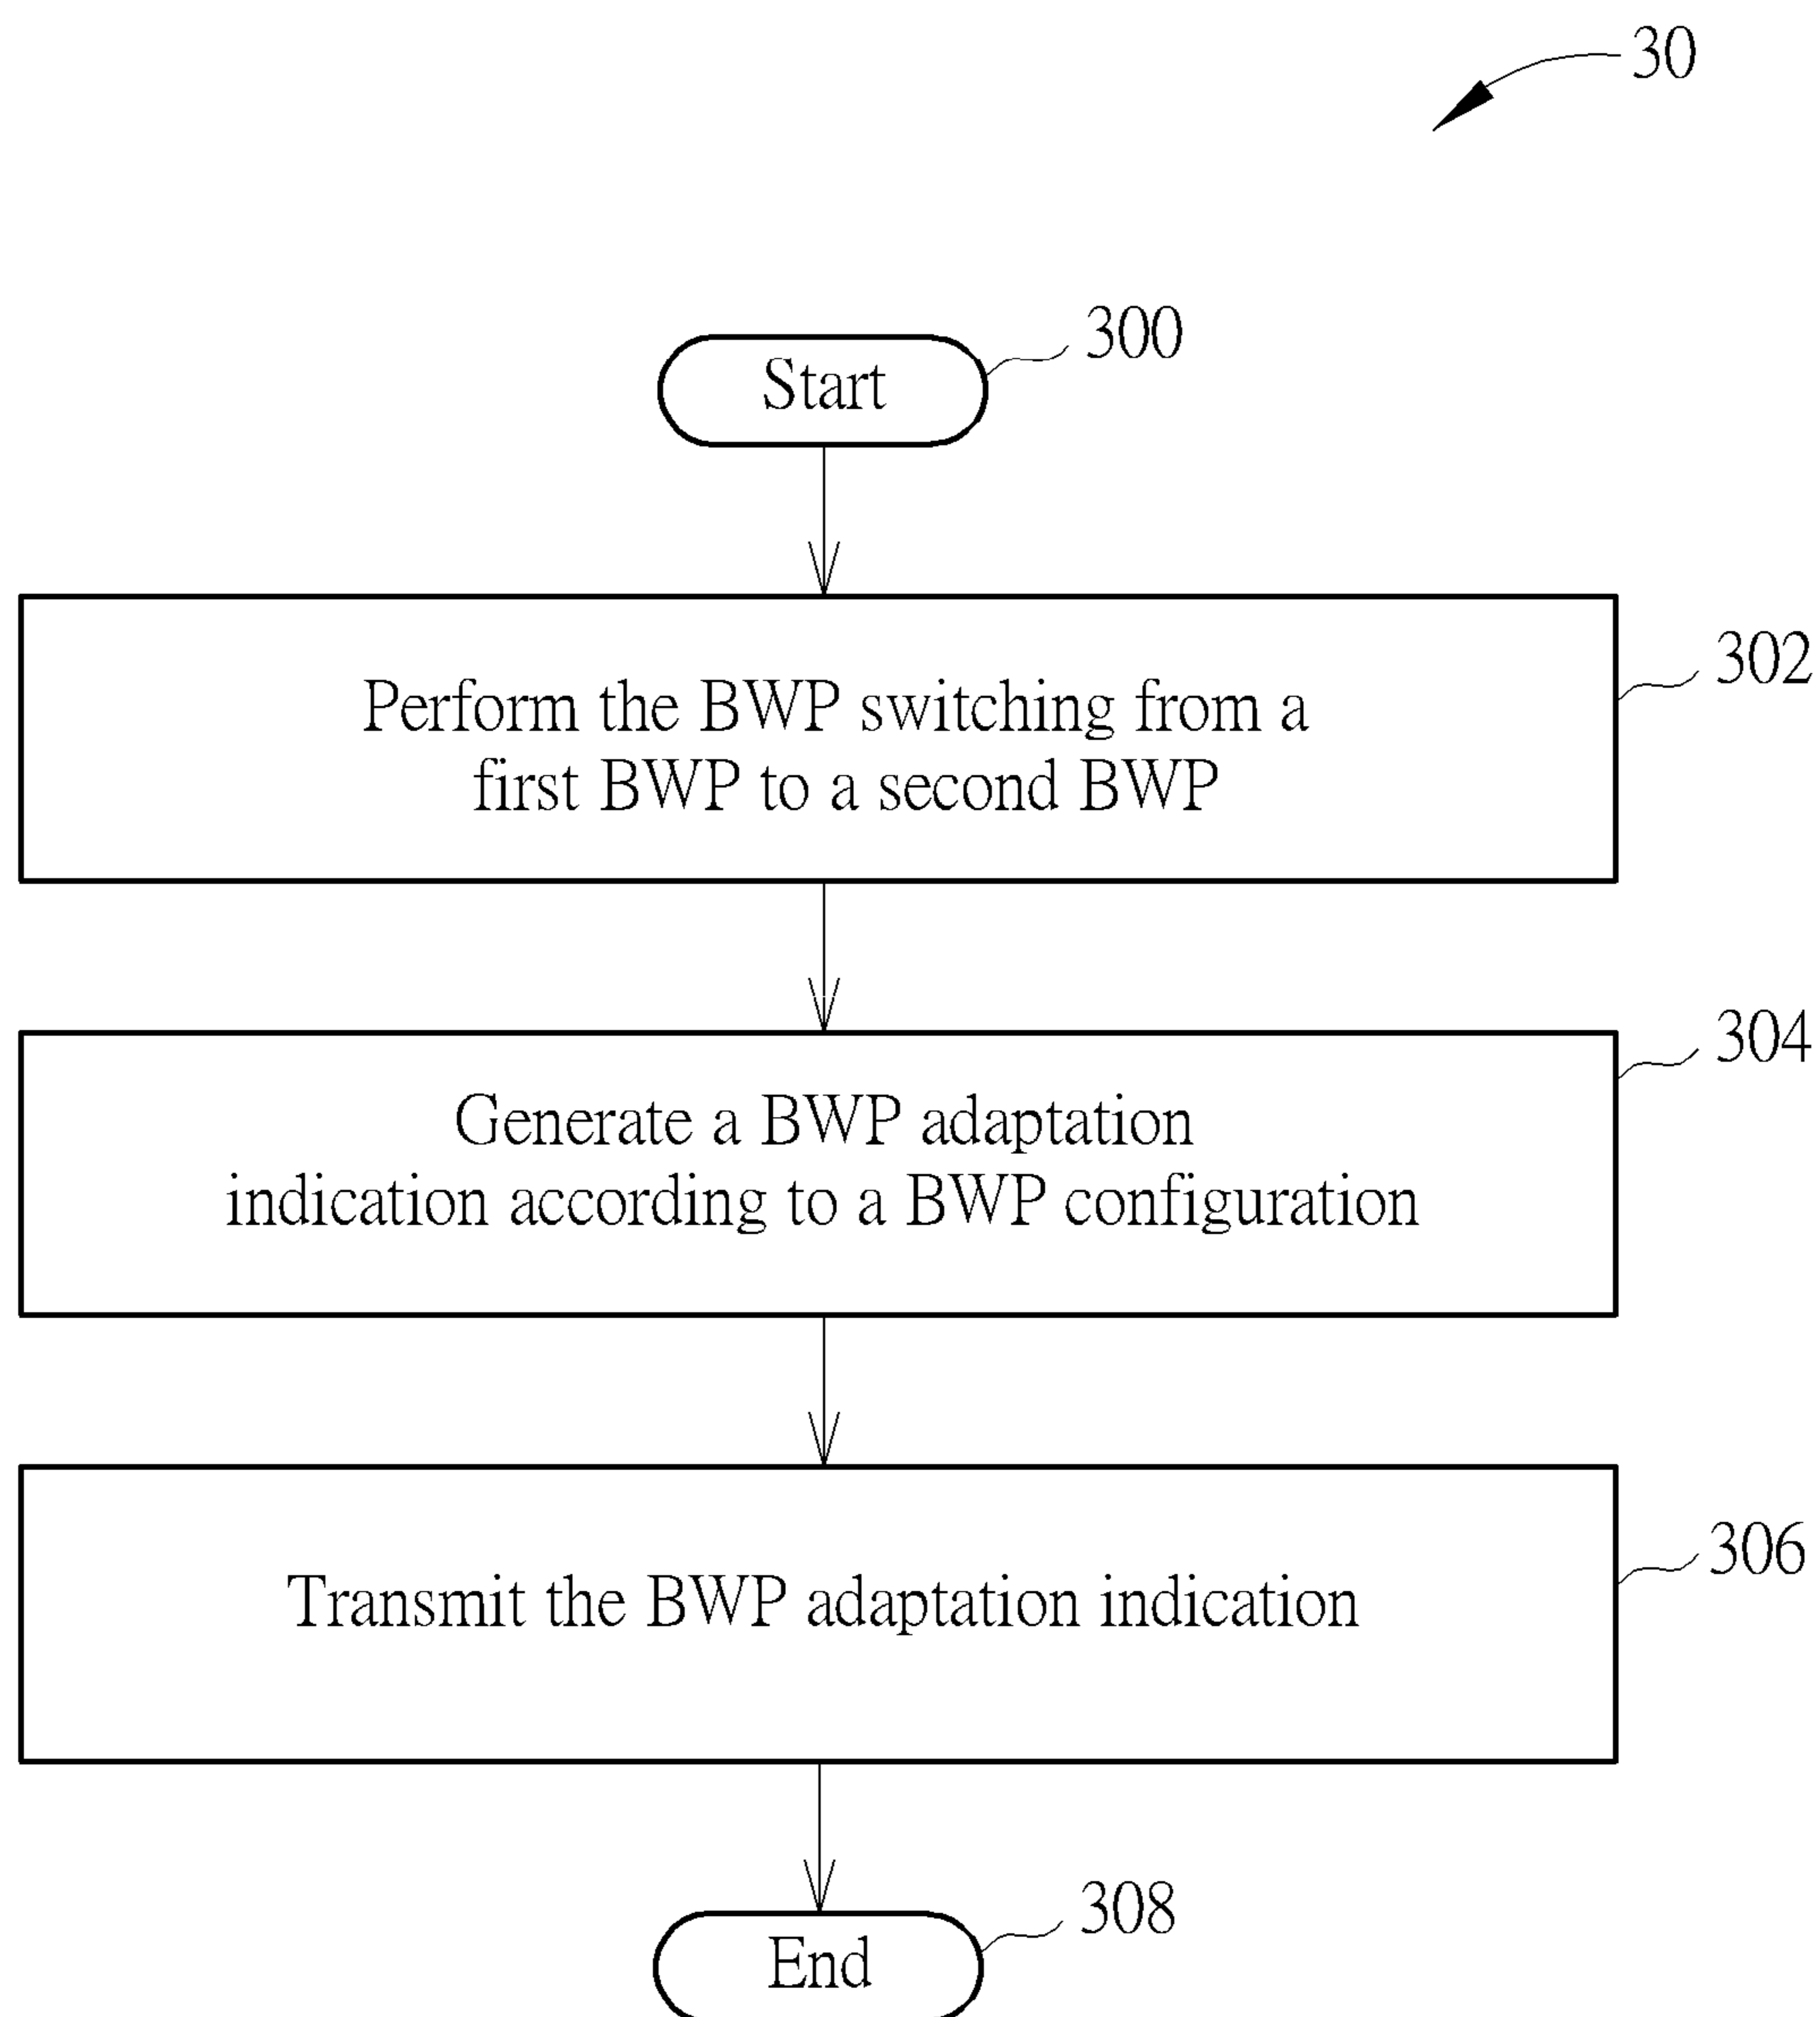 30
Start
300
Perform the BWP switching from a
first BWP to a second BWP
302
Generate a BWP adaptation
indication according to a BWP configuration
304
Transmit the BWP adaptation indication
306
End
308